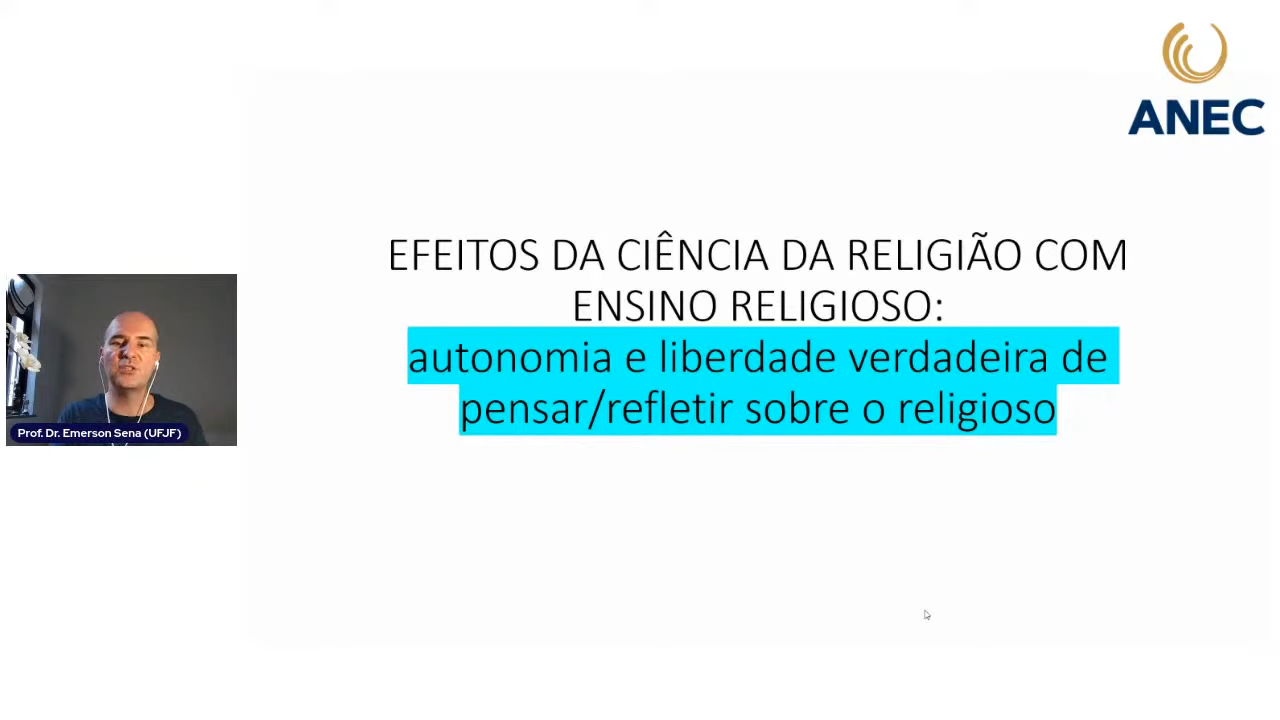 ANEC
EFEITOS DA CIÊNCIA DA RELIGIÃO COM
ENSINO RELIGIOSO:
autonomia e liberdade verdadeira de
pensar/refletir sobre o religioso
Prof. Dr. Emerson Sena (UFJF)